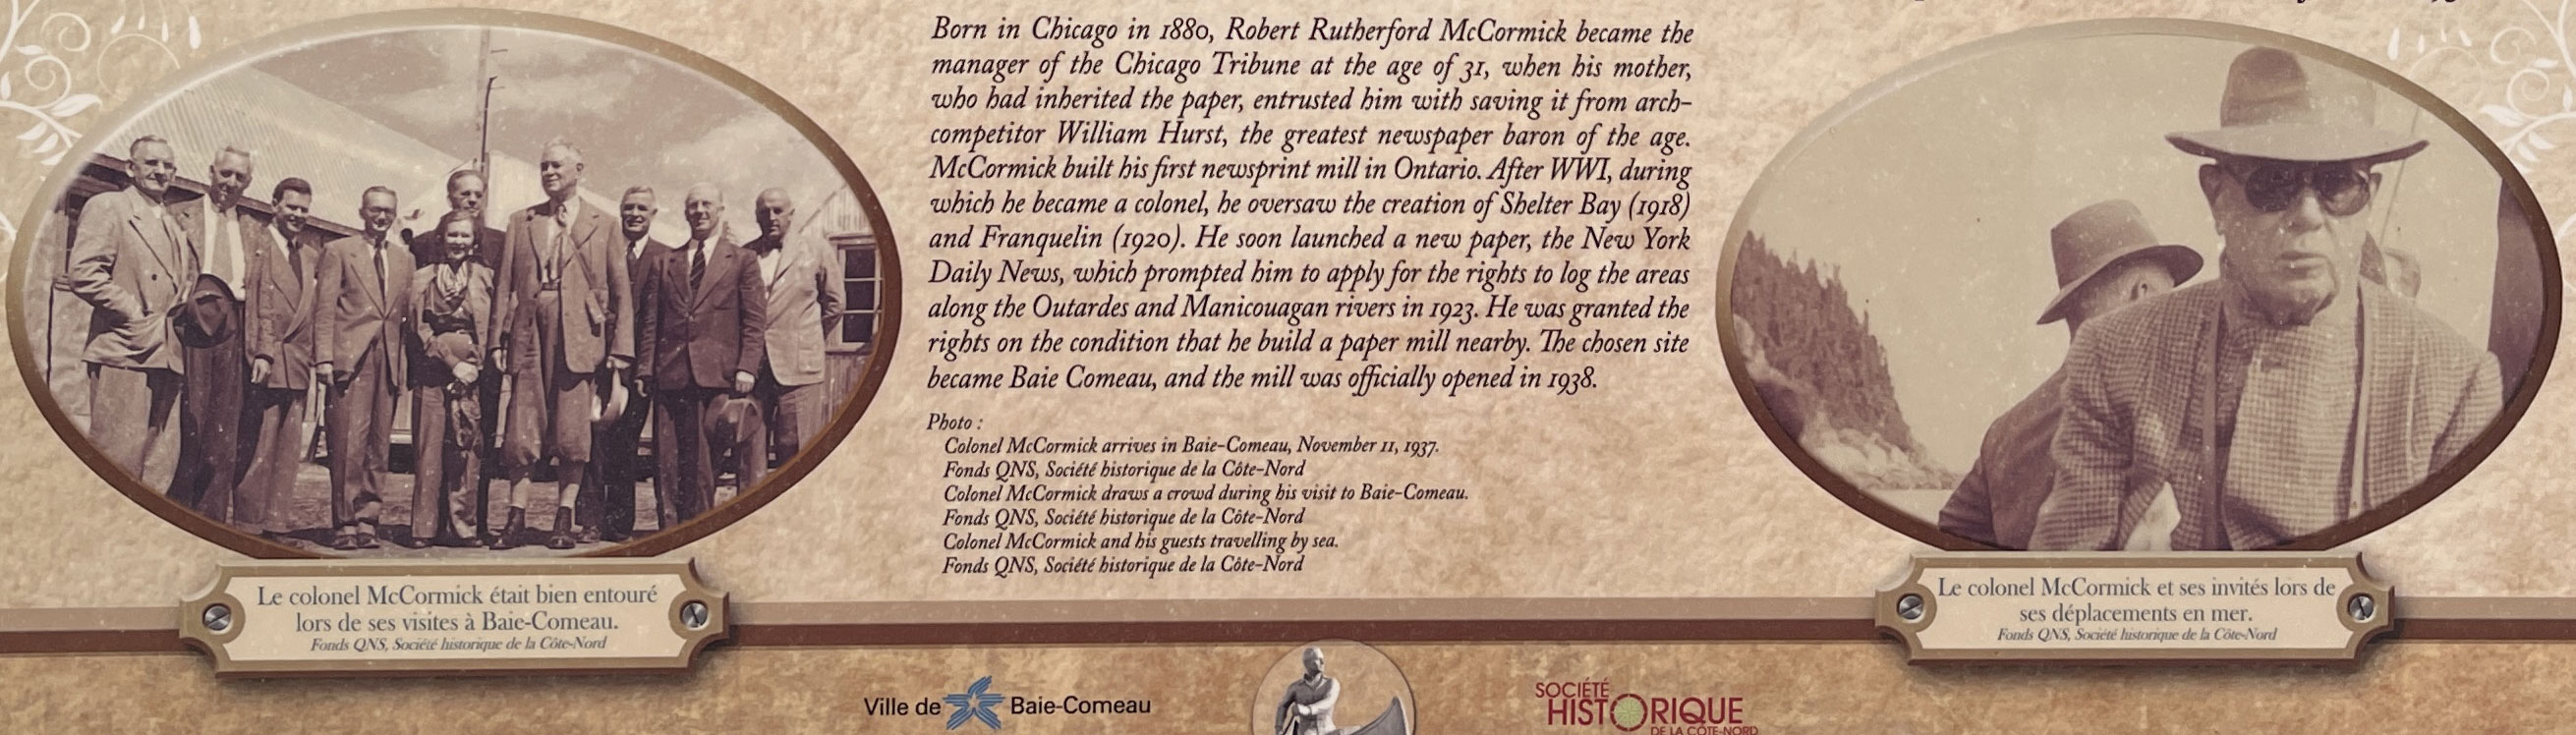 Born in Chicago in 1880, Robert Rutherford McCormick became the
manager of the Chicago Tribune at the age of 31, when his mother,
who had inherited the paper, entrusted him with saving it from arch-
competitor William Hurst, the greatest newspaper baron of the age.
McCormick built his first newsprint mill in Ontario. After WWI, during
which he became a colonel, he oversaw the creation of Shelter Bay (1918)
and Franquelin (1920). He soon launched a new paper, the New York
Daily News, which prompted him to apply for the rights to log the areas
along the Outardes and Manicouagan rivers in 1923. He was granted the
rights on the condition that he build a paper mill nearby. The chosen site
became Baie Comeau, and the mill was officially opened in 1938.
Photo :
Colonel McCormick arrives in Baie-Comeau, November 11, 1937.
Fonds QNS, Société historique de la Côte-Nord
Colonel McCormick draws a crowd during his visit to Baie-Comeau.
Fonds QNS, Société historique de la Côte-Nord
Colonel McCormick and his guests travelling by sea.
Fonds QNS, Société historique de la Côte-Nord
Le colonel McCormick était bien entouré
lors de ses visites à Baie-Comeau.
Fonds QNS, Société historique de la Côte-Nord
Le colonel McCormick et ses invités lors de
ses déplacements en mer.
Fonds QNS, Société historique de la Côte-Nord
Ville de Baie-Comeau
SOCIÉTÉ
HISTORIQUE
DE LA CÔTE-NORD